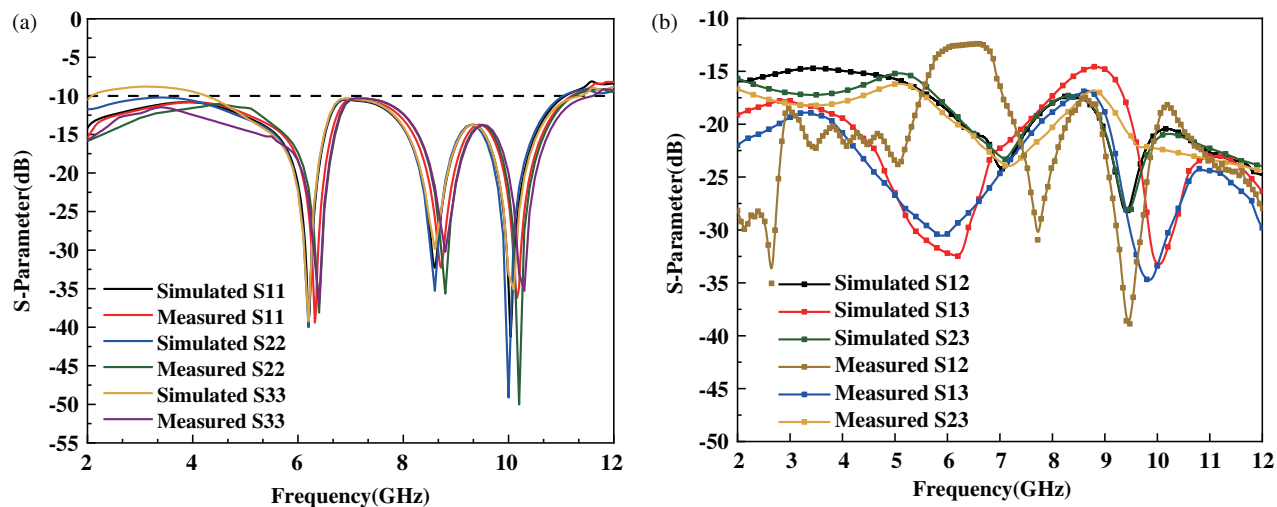 (a)
0
-5
-10
-15
-20
-25
-30
-35
-40
-45
-50
-55
S-Parameter(dB)
Simulated S11
Measured S11
Simulated S22
Measured S22
Simulated S33
Measured S33
2
4
6
8
10
12
Frequency(GHz)
(b)
-10
-15
-20
-25
-30
-35
-40
-45
-50
S-Parameter(dB)
Simulated S12
Simulated S13
Simulated S23
Measured S12
Measured S13
Measured S23
2
3
4
5
6
7
8
9
10
11
12
Frequency(GHz)